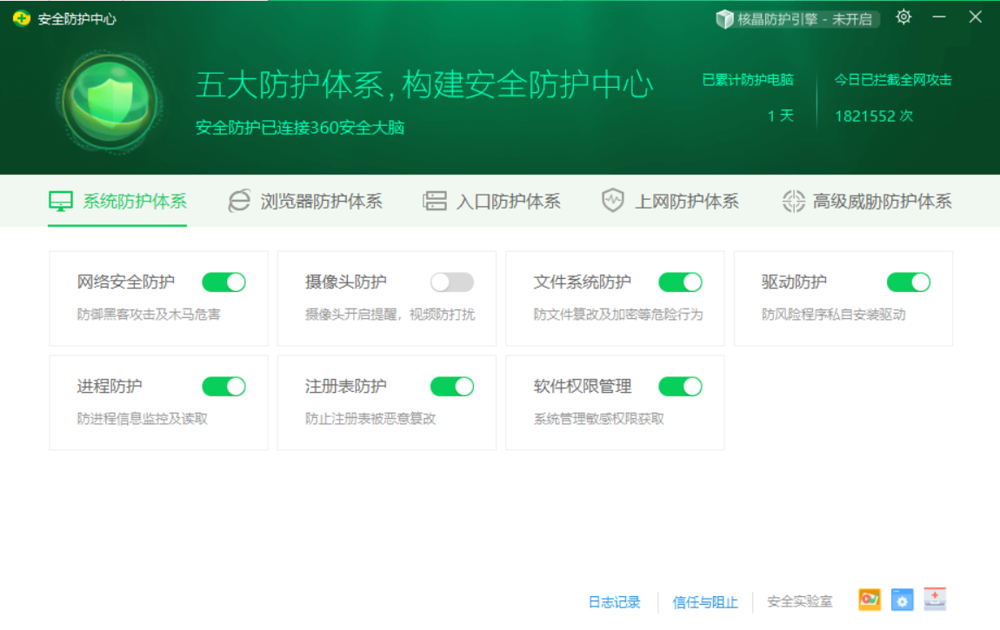 安全防护中心
核晶防护引擎 - 未开启
五大防护体系,构建安全防护中心
安全防护已连接360安全大脑
已累计防护电脑
1 天
今日已拦截全网攻击
1821552 次
系统防护体系
浏览器防护体系
入口防护体系
上网防护体系
高级威胁防护体系
网络安全防护
防御黑客攻击及木马危害
摄像头防护
摄像头开启提醒，视频防打扰
文件系统防护
防文件篡改及加密等危险行为
驱动防护
防风险程序私自安装驱动
进程防护
防进程信息监控及读取
注册表防护
防止注册表被恶意篡改
软件权限管理
系统管理敏感权限获取
日志记录
信任与阻止
安全实验室